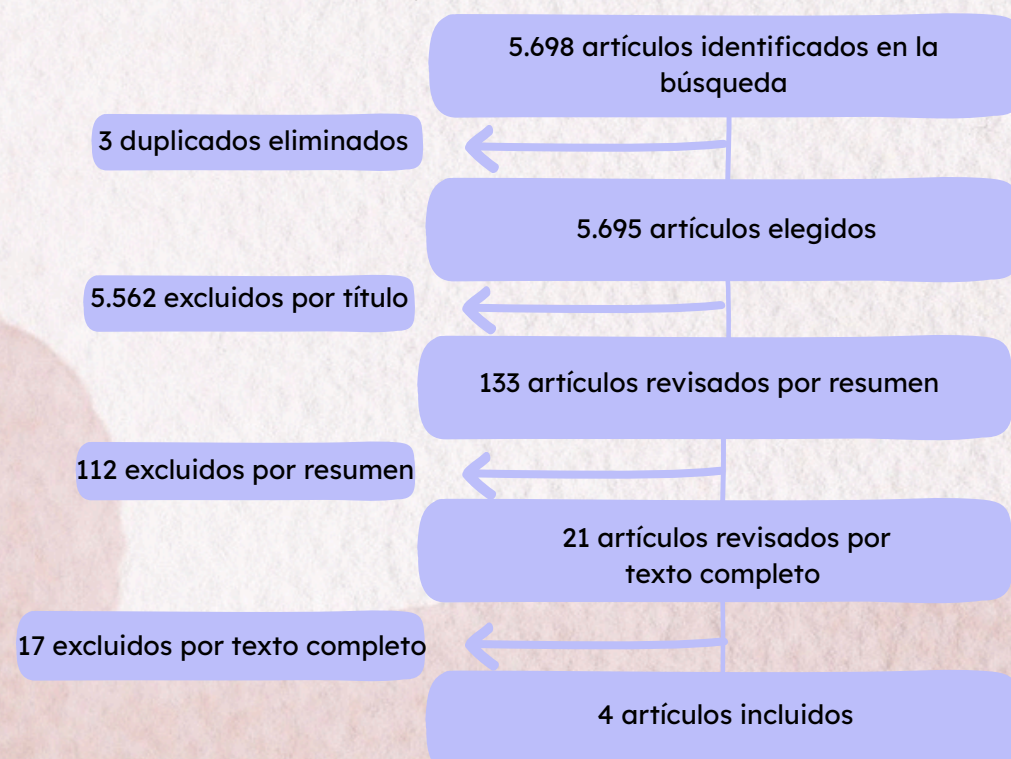 5.698 artículos identificados en la
búsqueda
3 duplicados eliminados
5.695 artículos elegidos
5.562 excluidos por título
133 artículos revisados por resumen
112 excluidos por resumen
21 artículos revisados por
texto completo
17 excluidos por texto completo
4 artículos incluidos